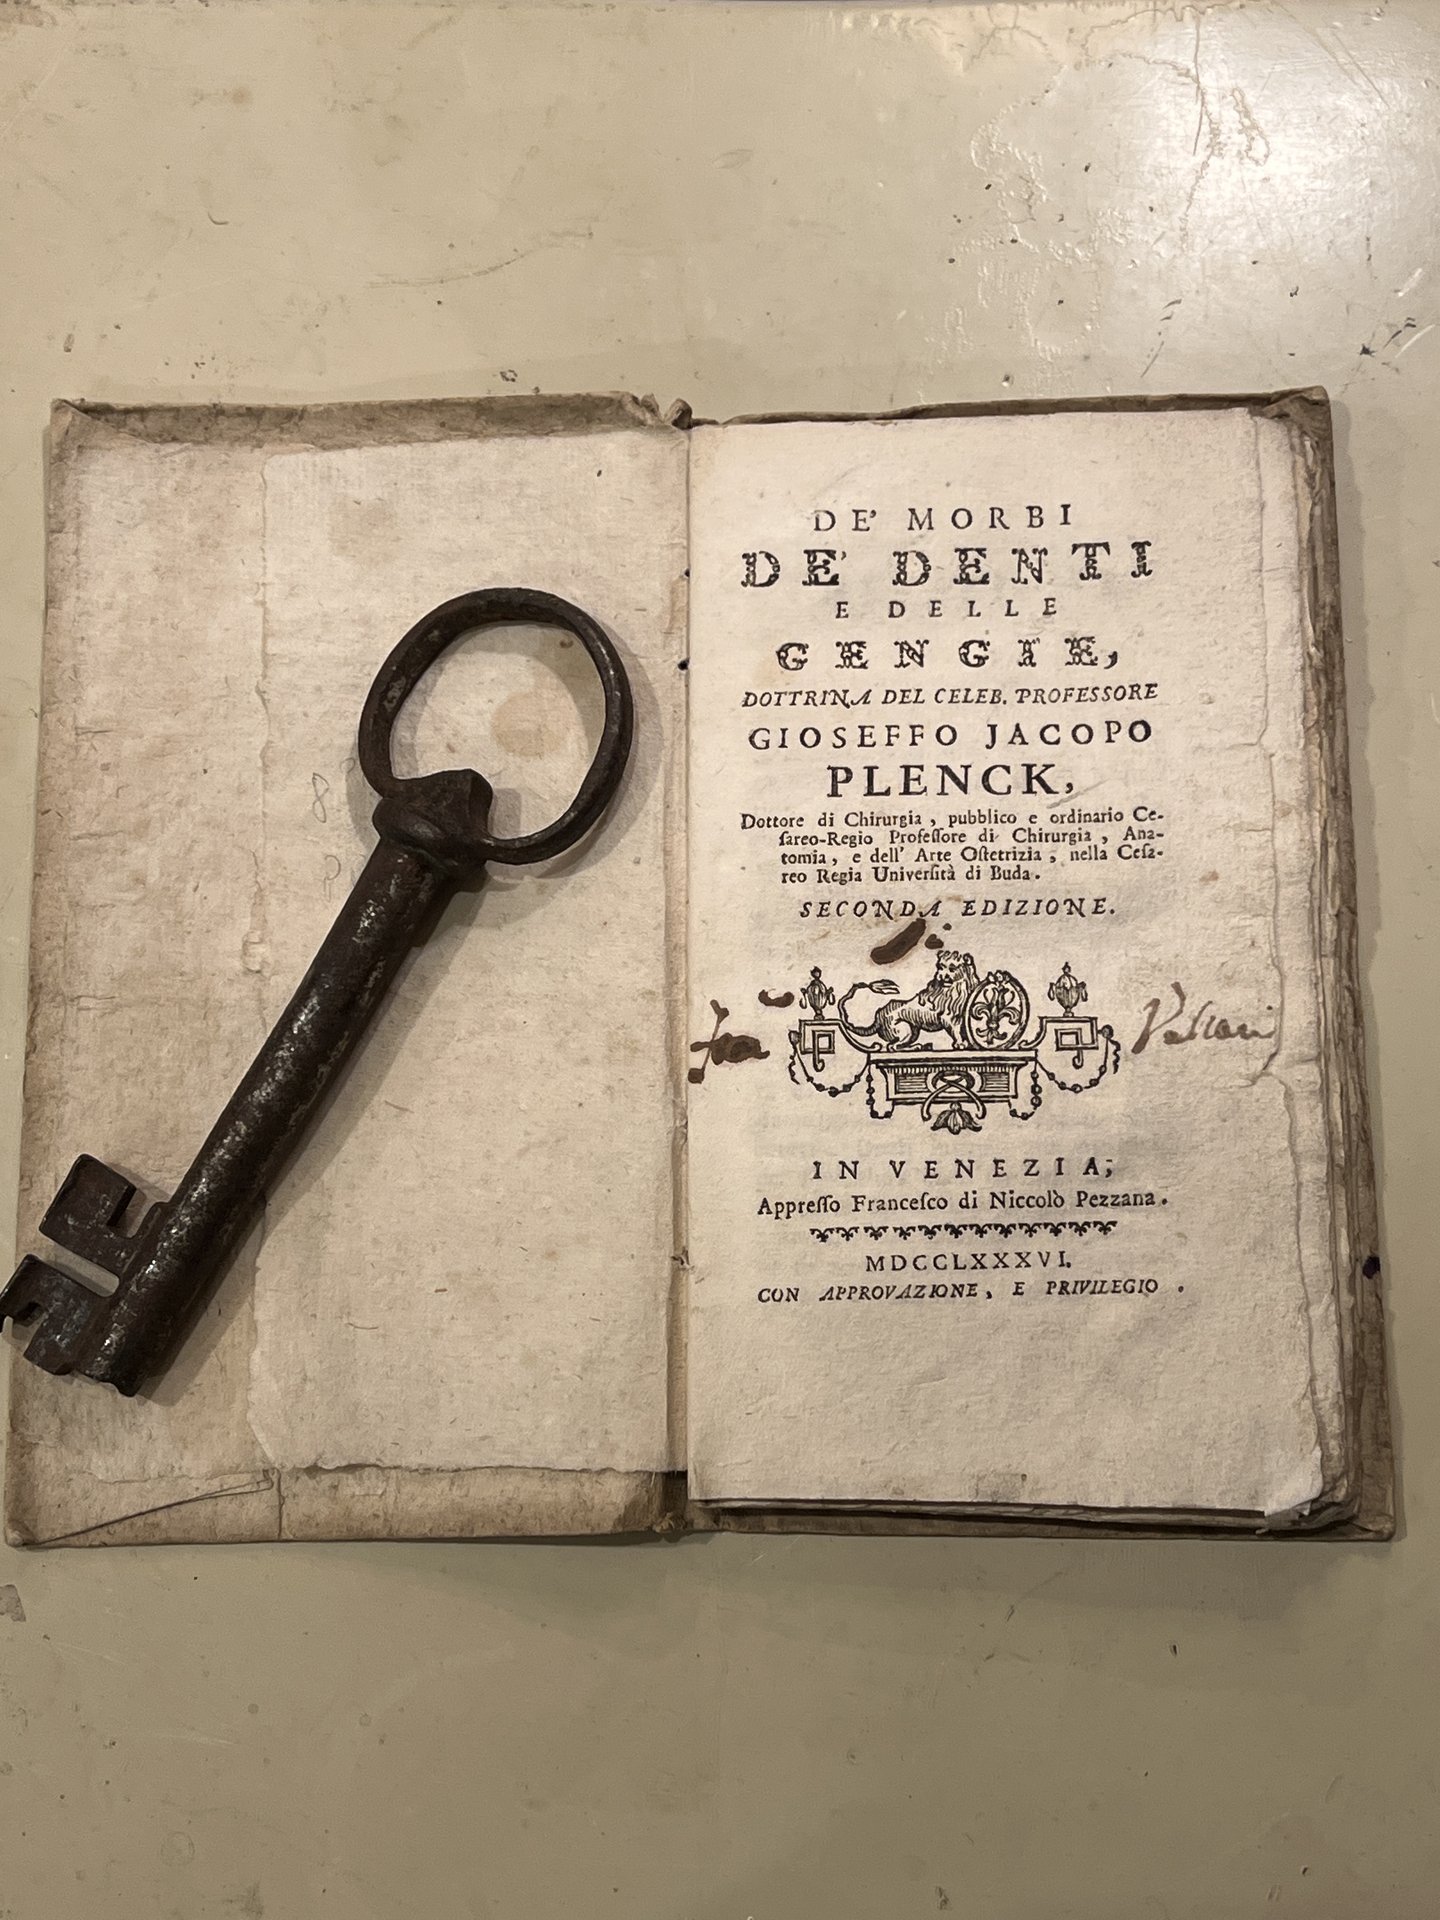 DE' MORBI
DE' DENTI
E DELLE
GENGIE,
DOTTRINA DEL CELEB. PROFESSORE
GIOSEFFO JACOPO
PLENCK,
Dottore di Chirurgia, pubblico e ordinario Ce-
ſareo-Regio Profeſſore di Chirurgia, Ana-
tomia, e dell' Arte Oſtetrizia, nella Ceſa-
reo Regia Univerſità di Buda.
SECONDA EDIZIONE.
IN VENEZIA,
Appreſſo Franceſco di Niccolò Pezzana.
MDCCLXXXVI.
CON APPROVAZIONE, E PRIVILEGIO.